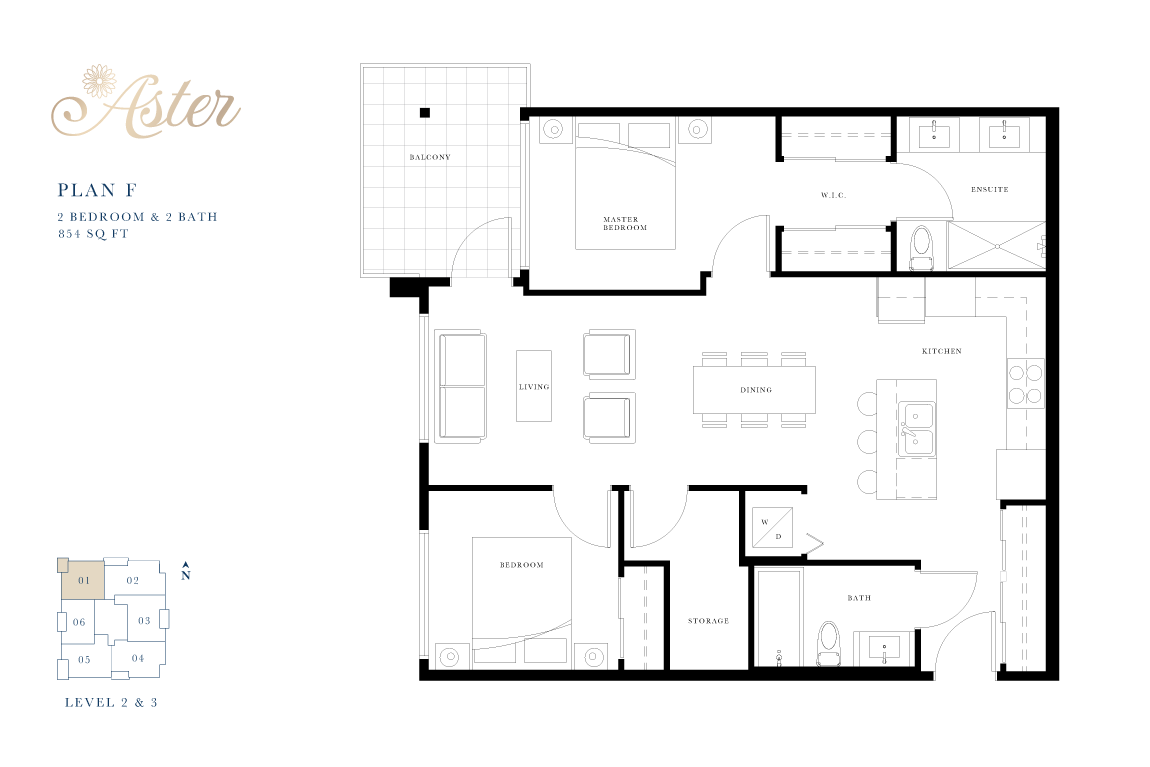 Aster
PLAN F
2 BEDROOM & 2 BATH
854 SQ FT
BALCONY
MASTER
BEDROOM
W.I.C.
ENSUITE
KITCHEN
LIVING
DINING
W
D
BEDROOM
STORAGE
BATH
01
02
03
04
05
06
N
LEVEL 2 & 3